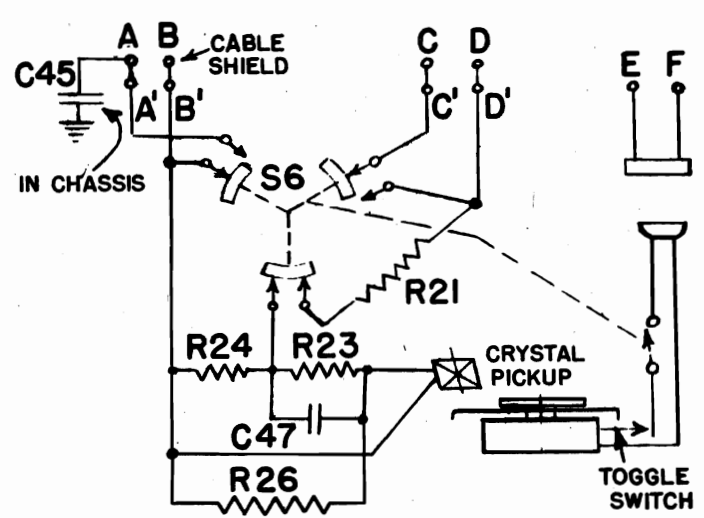 A B
CABLE
SHIELD
C D
E F
C45
A' B'
C' D'
IN CHASSIS
S6
R21
R24 R23
CRYSTAL
PICKUP
C47
R26
TOGGLE
SWITCH